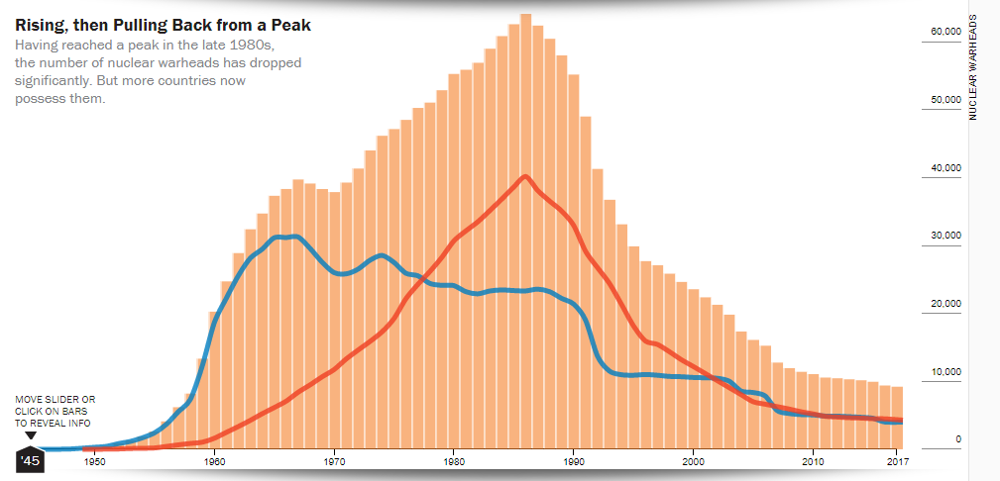 Rising, then Pulling Back from a Peak
Having reached a peak in the late 1980s,
the number of nuclear warheads has dropped
significantly. But more countries now
possess them.
NUCLEAR WARHEADS
60,000
50,000
40,000
30,000
20,000
10,000
0
MOVE SLIDER OR
CLICK ON BARS
TO REVEAL INFO
'45
1950
1960
1970
1980
1990
2000
2010
2017